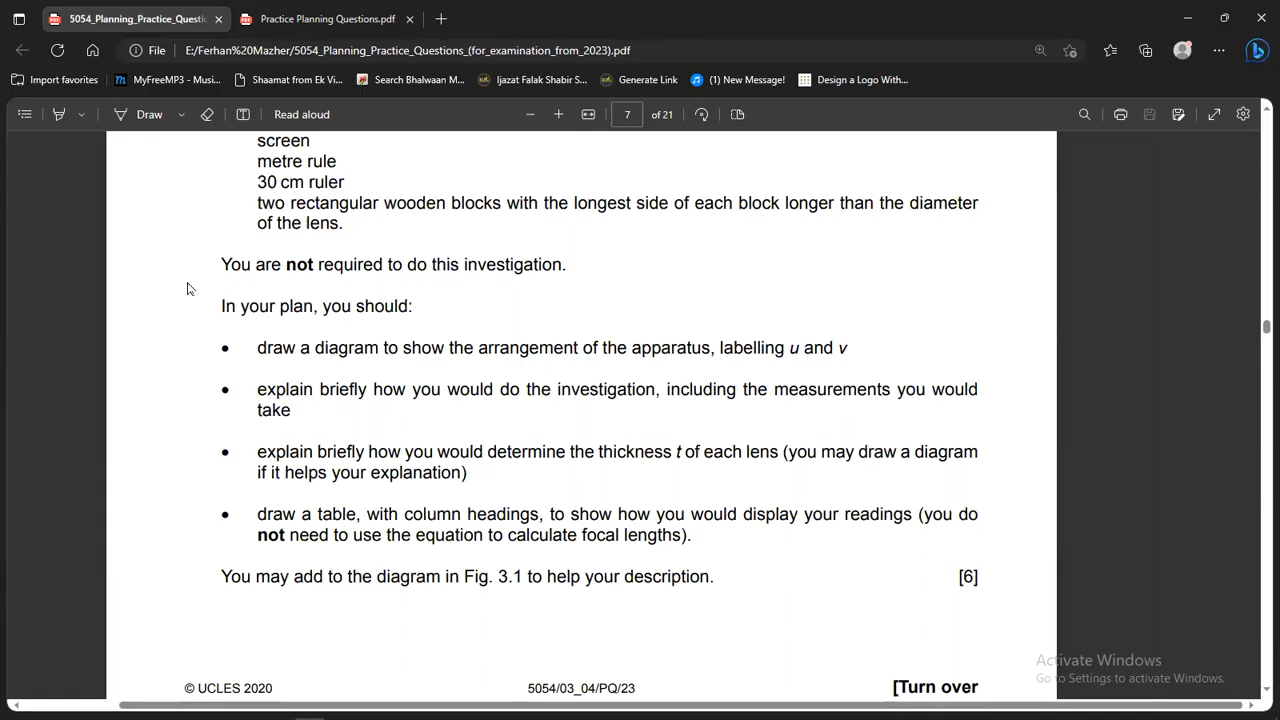 5054_Planning_Practice_Questic
Practice Planning Questions.pdf
File
E:/Ferhan%20Mazher/5054_Planning_Practice_Questions_(for_examination_from_2023).pdf
Import favorites
MyFreeMP3 - Musi...
Shaamat from Ek Vi...
Search Bhalwaan M...
Ijazat Falak Shabir S...
Generate Link
(1) New Message!
Design a Logo With...
Draw
Read aloud
7
of 21
screen
metre rule
30 cm ruler
two rectangular wooden blocks with the longest side of each block longer than the diameter
of the lens.
You are not required to do this investigation.
In your plan, you should:
• draw a diagram to show the arrangement of the apparatus, labelling u and v
• explain briefly how you would do the investigation, including the measurements you would
take
• explain briefly how you would determine the thickness t of each lens (you may draw a diagram
if it helps your explanation)
• draw a table, with column headings, to show how you would display your readings (you do
not need to use the equation to calculate focal lengths).
You may add to the diagram in Fig. 3.1 to help your description. [6]
© UCLES 2020
5054/03_04/PQ/23
[Turn over
Activate Windows
Go to Settings to activate Windows.